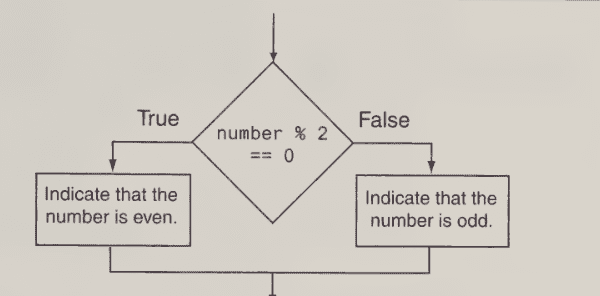 True
False
number % 2
== 0
Indicate that the
number is even.
Indicate that the
number is odd.